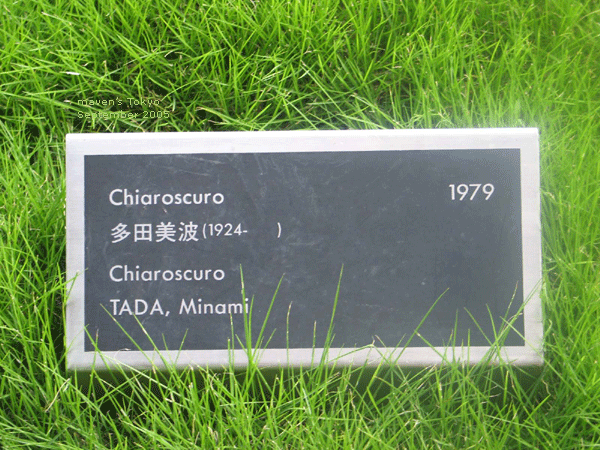 maven's Tokyo
September 2005
Chiaroscuro 1979
多田美波 (1924-    )
Chiaroscuro
TADA, Minami